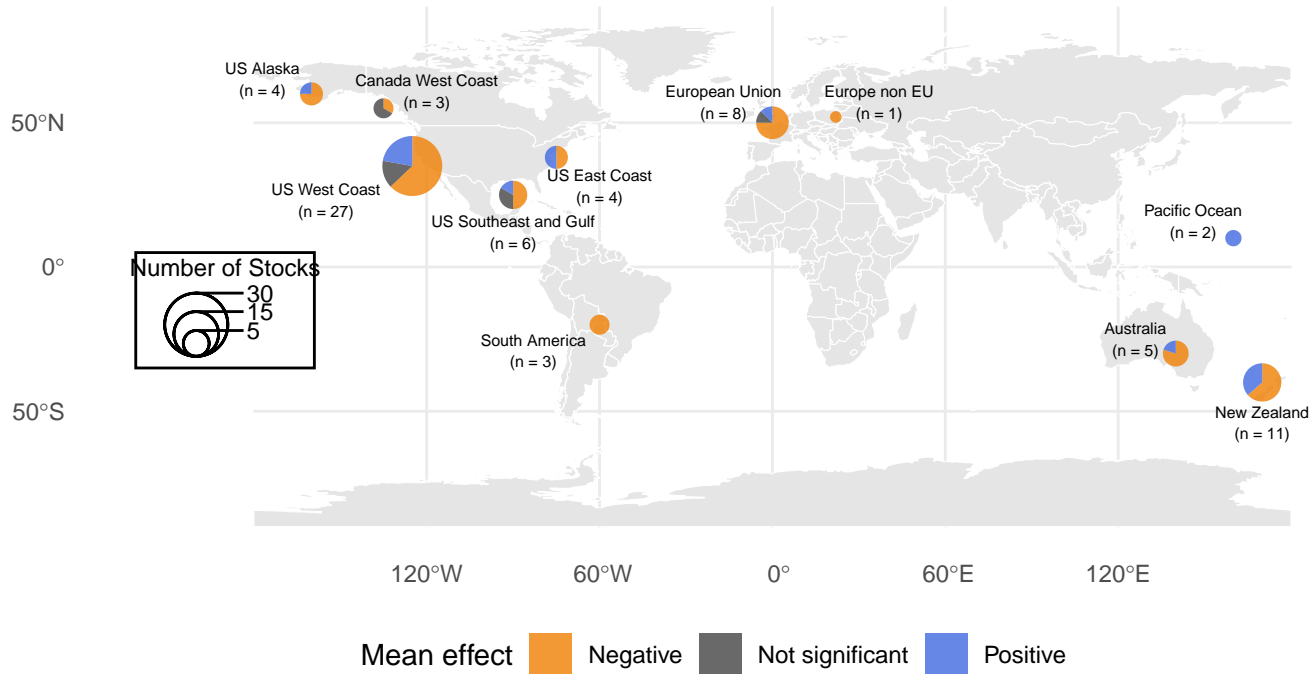 US Alaska
(n = 4)
Canada West Coast
(n = 3)
European Union
(n = 8)
Europe non EU
(n = 1)
50°N
US West Coast
(n = 27)
US East Coast
(n = 4)
US Southeast and Gulf
(n = 6)
Pacific Ocean
(n = 2)
0°
Number of Stocks
30
15
5
South America
(n = 3)
Australia
(n = 5)
50°S
New Zealand
(n = 11)
120°W
60°W
0°
60°E
120°E
Mean effect
Negative
Not significant
Positive